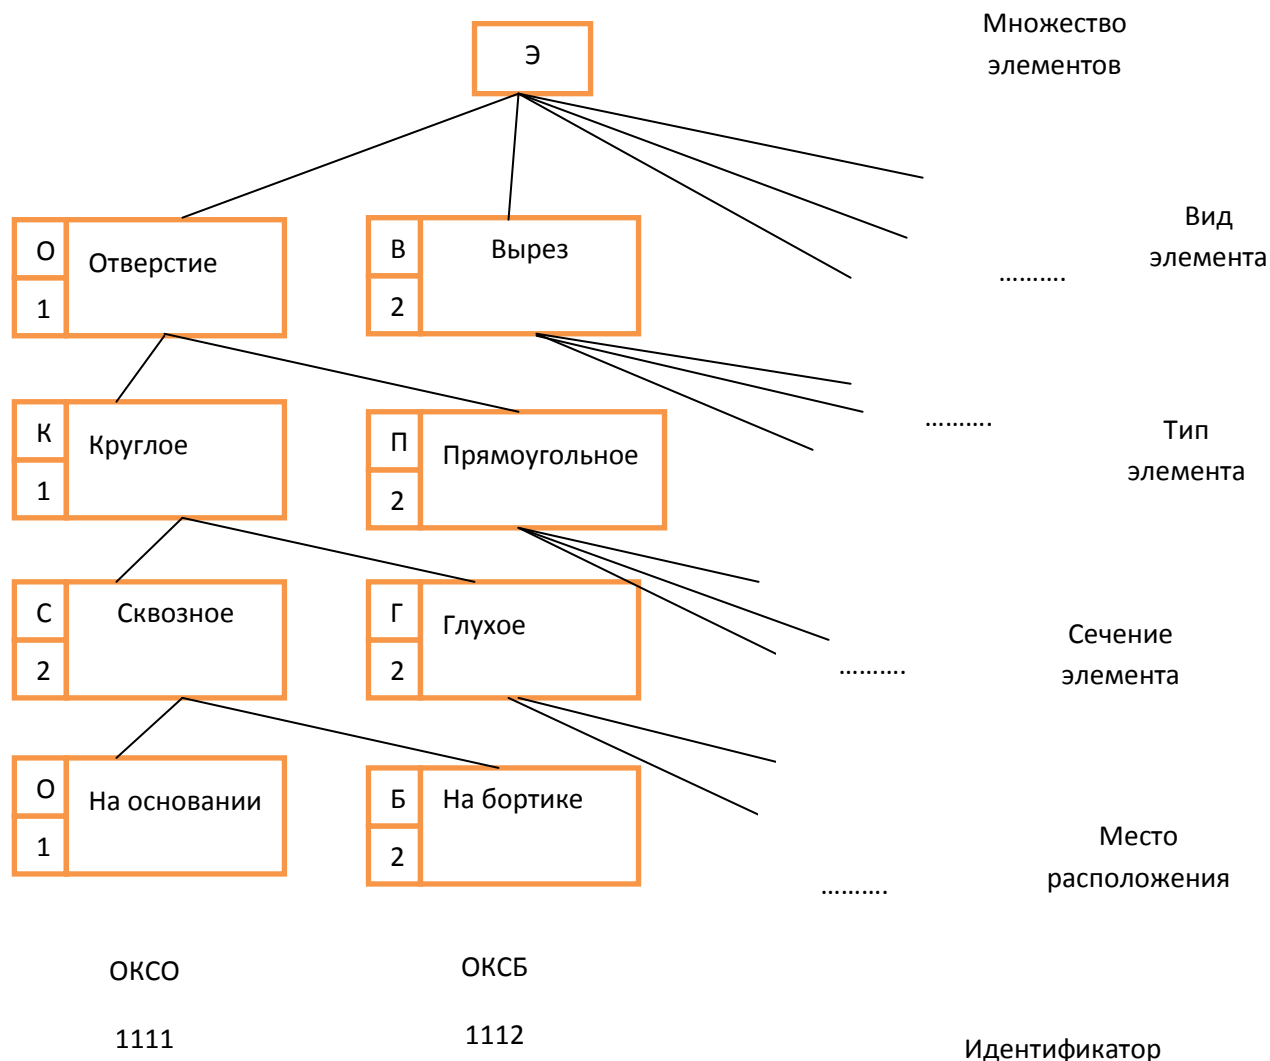 Множество
элементов
Э
Вид
элемента
О
Отверстие
1
В
Вырез
2
……….
Тип
элемента
К
Круглое
1
П
Прямоугольное
2
……….
Сечение
элемента
С
Сквозное
2
Г
Глухое
2
……….
Место
расположения
О
На основании
1
Б
На бортике
2
……….
ОКСО
ОКСБ
1111
1112
Идентификатор